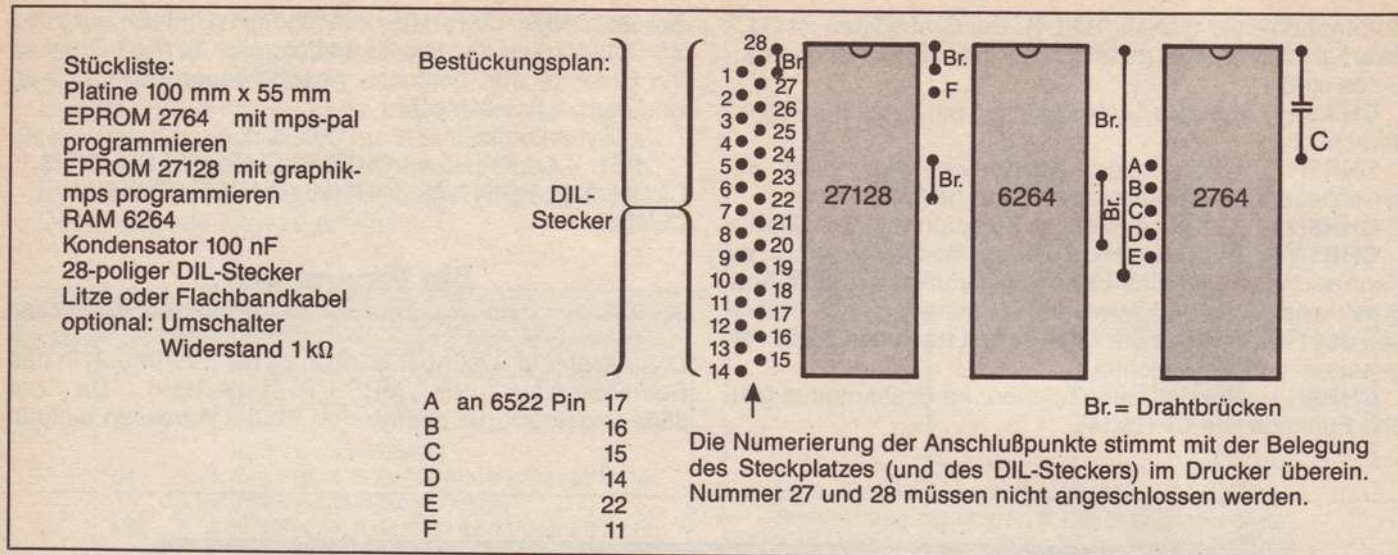 Stückliste:
Platine 100 mm x 55 mm
EPROM 2764 mit mps-pal
programmieren
EPROM 27128 mit graphik-
mps programmieren
RAM 6264
Kondensator 100 nF
28-poliger DIL-Stecker
Litze oder Flachbandkabel
optional: Umschalter
Widerstand 1 kΩ
Bestückungsplan:
DIL-
Stecker
28
1
2
3
4
5
6
7
8
9
10
11
12
13
14
Br.
27
26
25
24
23
22
21
20
19
18
17
16
15
27128
Br.
F
Br.
6264
Br.
Br.
A
B
C
D
E
2764
C
A an 6522 Pin 17
B 16
C 15
D 14
E 22
F 11
Br. = Drahtbrücken
Die Numerierung der Anschlußpunkte stimmt mit der Belegung
des Steckplatzes (und des DIL-Steckers) im Drucker überein.
Nummer 27 und 28 müssen nicht angeschlossen werden.